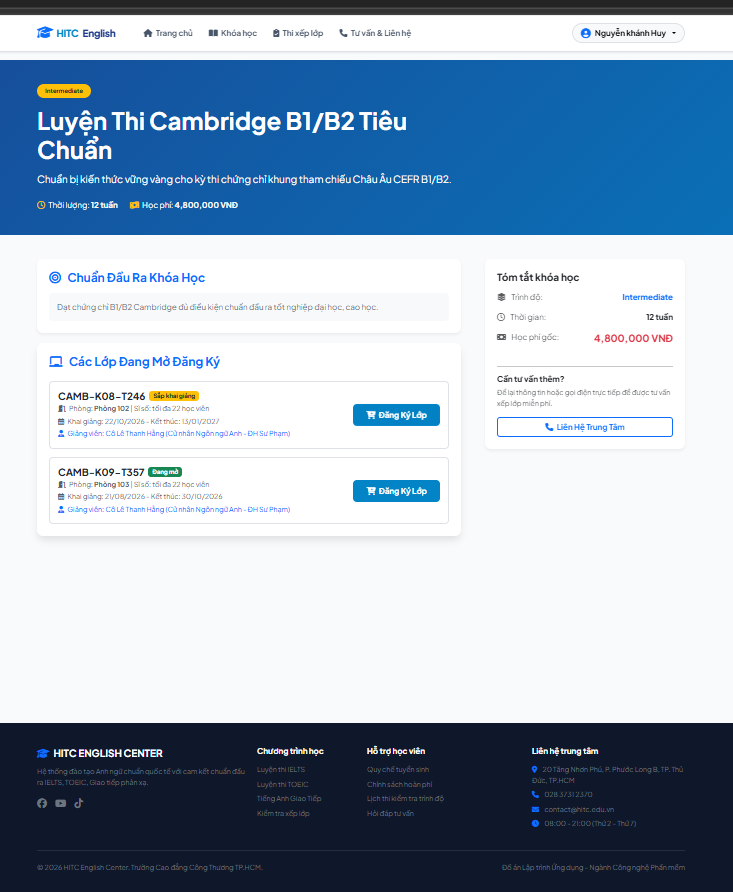 HITC English
Trang chủ
Khóa học
Thi xếp lớp
Tư vấn & Liên hệ
Nguyễn khánh Huy
Intermediate
Luyện Thi Cambridge B1/B2 Tiêu
Chuẩn
Chuẩn bị kiến thức vững vàng cho kỳ thi chứng chỉ khung tham chiếu Châu Âu CEFR B1/B2.
Thời lượng: 12 tuần
Học phí: 4,800,000 VNĐ
Chuẩn Đầu Ra Khóa Học
Đạt chứng chỉ B1/B2 Cambridge đủ điều kiện chuẩn đầu ra tốt nghiệp đại học, cao học.
Các Lớp Đang Mở Đăng Ký
CAMB-K08-T246 Sắp khai giảng
Phòng: Phòng 102 | Sĩ số: tối đa 22 học viên
Khai giảng: 22/10/2026 - Kết thúc: 13/01/2027
Giảng viên: Cô Lê Thanh Hằng (Cử nhân Ngôn ngữ Anh - ĐH Sư Phạm)
Đăng Ký Lớp
CAMB-K09-T357 Đang mở
Phòng: Phòng 103 | Sĩ số: tối đa 22 học viên
Khai giảng: 21/08/2026 - Kết thúc: 30/10/2026
Giảng viên: Cô Lê Thanh Hằng (Cử nhân Ngôn ngữ Anh - ĐH Sư Phạm)
Đăng Ký Lớp
Tóm tắt khóa học
Trình độ: Intermediate
Thời gian: 12 tuần
Học phí gốc: 4,800,000 VNĐ
Cần tư vấn thêm?
Để lại thông tin hoặc gọi điện trực tiếp để được tư vấn
xếp lớp miễn phí.
Liên Hệ Trung Tâm
HITC ENGLISH CENTER
Hệ thống đào tạo Anh ngữ chuẩn quốc tế với cam kết chuẩn đầu
ra IELTS, TOEIC, Giao tiếp phản xạ.
Chương trình học
Luyện thi IELTS
Luyện thi TOEIC
Tiếng Anh Giao Tiếp
Kiểm tra xếp lớp
Hỗ trợ học viên
Quy chế tuyển sinh
Chính sách hoàn phí
Lịch thi kiểm tra trình độ
Hỏi đáp tư vấn
Liên hệ trung tâm
20 Tăng Nhơn Phú, P. Phước Long B, TP. Thủ
Đức, TP.HCM
028 3731 2370
contact@hitc.edu.vn
08:00 - 21:00 (Thứ 2 - Thứ 7)
© 2026 HITC English Center. Trường Cao đẳng Công Thương TP.HCM.
Đồ án Lập trình Ứng dụng - Ngành Công nghệ Phần mềm